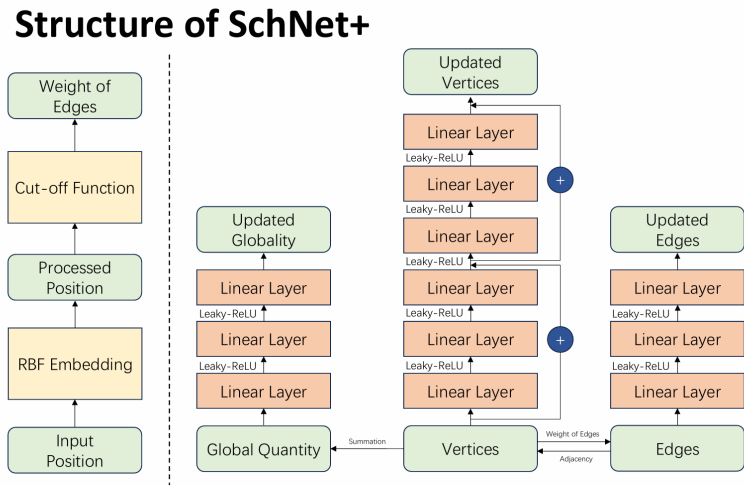 Structure of SchNet+
Weight of
Edges
Cut-off Function
Processed
Position
RBF Embedding
Input
Position
Updated
Globality
Linear Layer
Leaky-ReLU
Linear Layer
Leaky-ReLU
Linear Layer
Global Quantity
Summation
Updated
Vertices
Linear Layer
Leaky-ReLU
Linear Layer
Leaky-ReLU
Linear Layer
Leaky-ReLU
Linear Layer
Leaky-ReLU
Linear Layer
Leaky-ReLU
Linear Layer
Vertices
+
+
Weight of Edges
Adjacency
Updated
Edges
Linear Layer
Leaky-ReLU
Linear Layer
Leaky-ReLU
Linear Layer
Edges